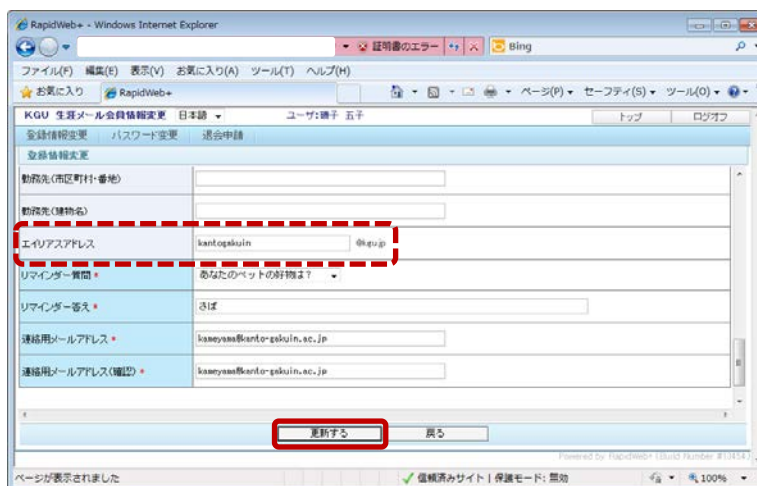 RapidWeb+ - Windows Internet Explorer
証明書のエラー Bing
ファイル(F) 編集(E) 表示(V) お気に入り(A) ツール(T) ヘルプ(H)
お気に入り RapidWeb+ ページ(P) セーフティ(S) ツール(O)
KGU 生涯メール会員情報変更 日本語 ユーザ:磯子 五子 トップ ログオフ
登録情報変更 パスワード変更 退会申請
登録情報変更
勤務先(市区町村・番地)
勤務先(建物名)
エイリアスアドレス kantogakuin @kgu.jp
リマインダー質問 * あなたのペットの好物は?
リマインダー答え * さば
連絡用メールアドレス * kameyama@kanto-gakuin.ac.jp
連絡用メールアドレス(確認) * kameyama@kanto-gakuin.ac.jp
更新する 戻る
Powered by RapidWeb+ (Build Number #13454)
ページが表示されました 信頼済みサイト | 保護モード: 無効 100%